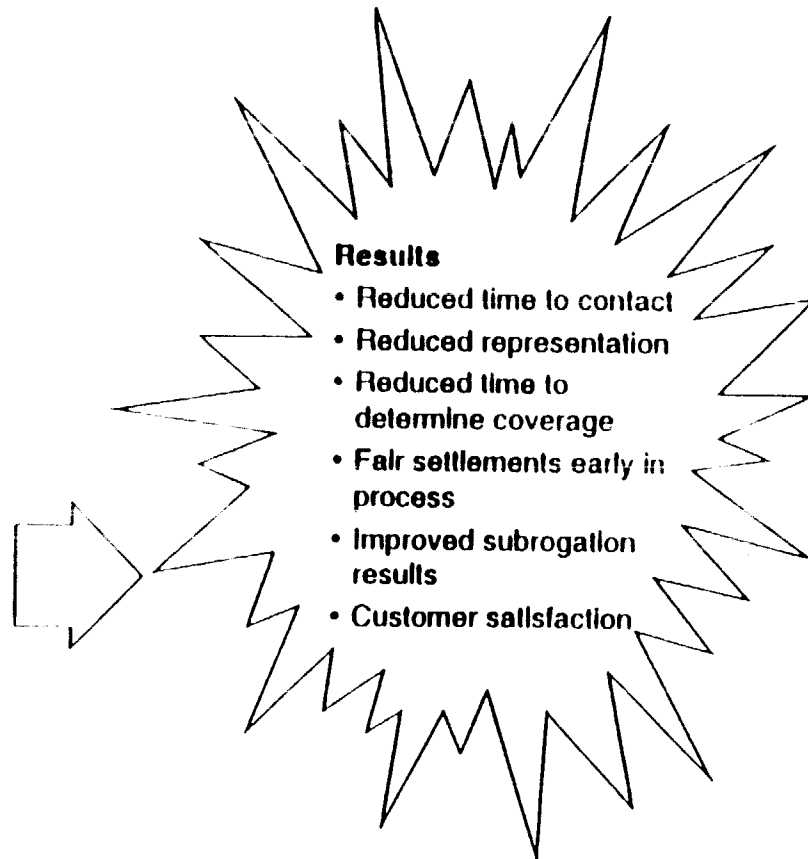 Results
• Reduced time to contact
• Reduced representation
• Reduced time to
determine coverage
• Fair settlements early in
process
• Improved subrogation
results
• Customer satisfaction